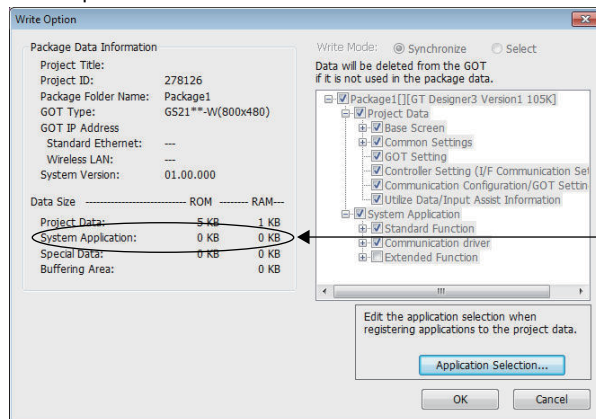 Write Option
Package Data Information
Project Title:
Project ID: 278126
Package Folder Name: Package1
GOT Type: GS21**-W(800x480)
GOT IP Address
Standard Ethernet: ---
Wireless LAN: ---
System Version: 01.00.000
Data Size -------------------- ROM -------- RAM---
Project Data: 5 KB 1 KB
System Application: 0 KB 0 KB
Special Data: 0 KB 0 KB
Buffering Area: 0 KB
Write Mode: Synchronize Select
Data will be deleted from the GOT
if it is not used in the package data.
Package1[][GT Designer3 Version1 105K]
Project Data
Base Screen
Common Settings
GOT Setting
Controller Setting (I/F Communication Set
Communication Configuration/GOT Settin
Utilize Data/Input Assist Information
System Application
Standard Function
Communication driver
Extended Function
Edit the application selection when
registering applications to the project data.
Application Selection...
OK Cancel